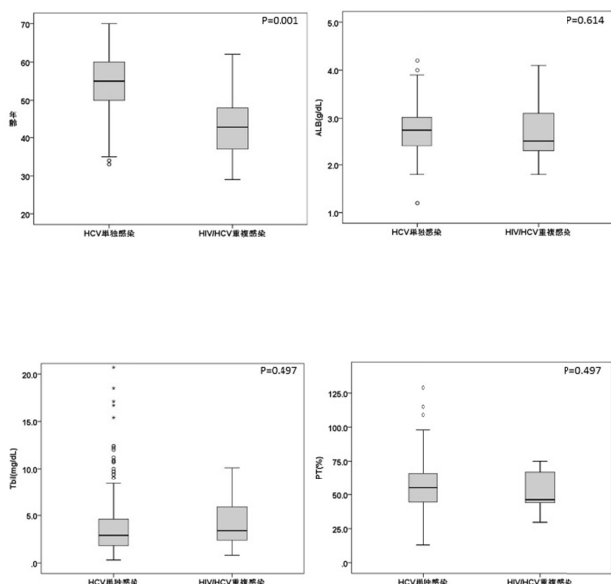 P=0.001
70
60
50
40
30
20
年齢
HCV単独感染
HIV/HCV重複感染
P=0.614
5.0
4.0
3.0
2.0
1.0
ALB(g/dL)
HCV単独感染
HIV/HCV重複感染
P=0.497
20.0
15.0
10.0
5.0
.0
Tbil(mg/dL)
HCV単独感染
HIV/HCV重複感染
P=0.497
125.0
100.0
75.0
50.0
25.0
.0
PT(%)
HCV単独感染
HIV/HCV重複感染